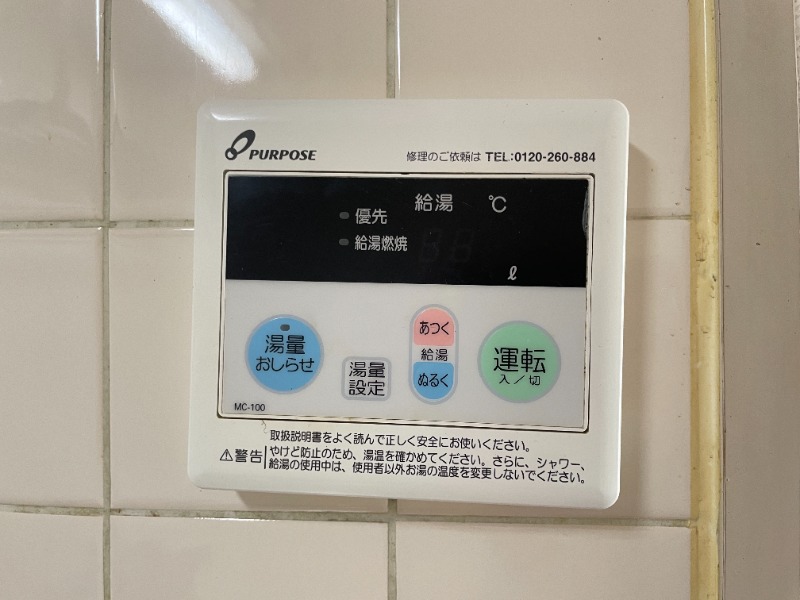 PURPOSE
修理のご依頼は TEL:0120-260-884
給湯 ℃
優先
給湯燃焼
ℓ
湯量
おしらせ
湯量
設定
あつく
給湯
ぬるく
運転
入／切
MC-100
取扱説明書をよく読んで正しく安全にお使いください。
⚠警告 やけど防止のため、湯温を確かめてください。さらに、シャワー、
給湯の使用中は、使用者以外お湯の温度を変更しないでください。